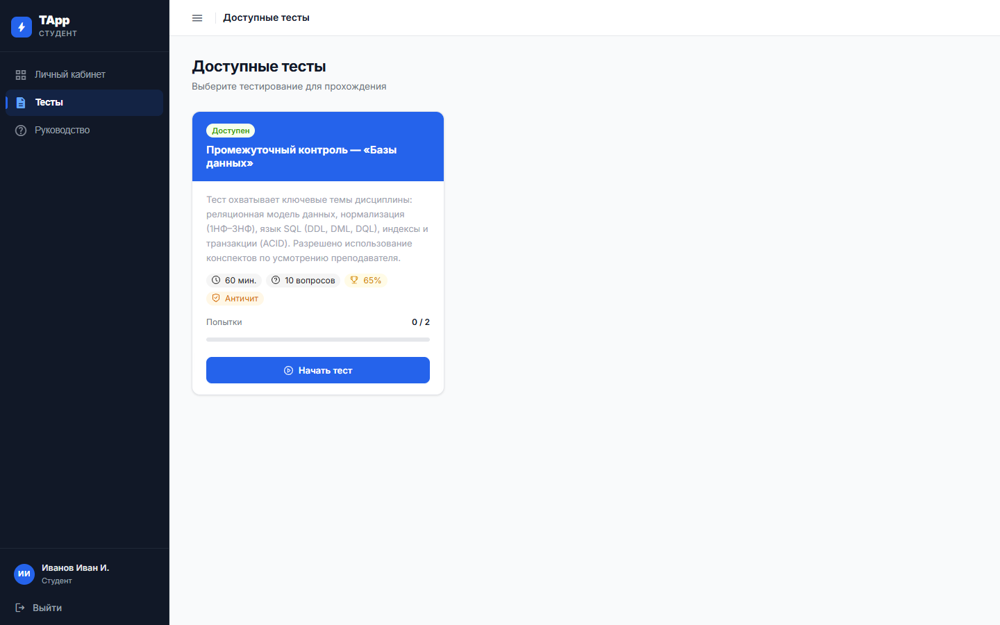 TApp
СТУДЕНТ
Личный кабинет
Тесты
Руководство
Иванов Иван И.
ИИ
Студент
Выйти
Доступные тесты
Доступные тесты
Выберите тестирование для прохождения
Доступен
Промежуточный контроль — «Базы
данных»
Тест охватывает ключевые темы дисциплины:
реляционная модель данных, нормализация
(1НФ–3НФ), язык SQL (DDL, DML, DQL), индексы и
транзакции (ACID). Разрешено использование
конспектов по усмотрению преподавателя.
60 мин. 10 вопросов 65%
Античит
Попытки 0 / 2
Начать тест